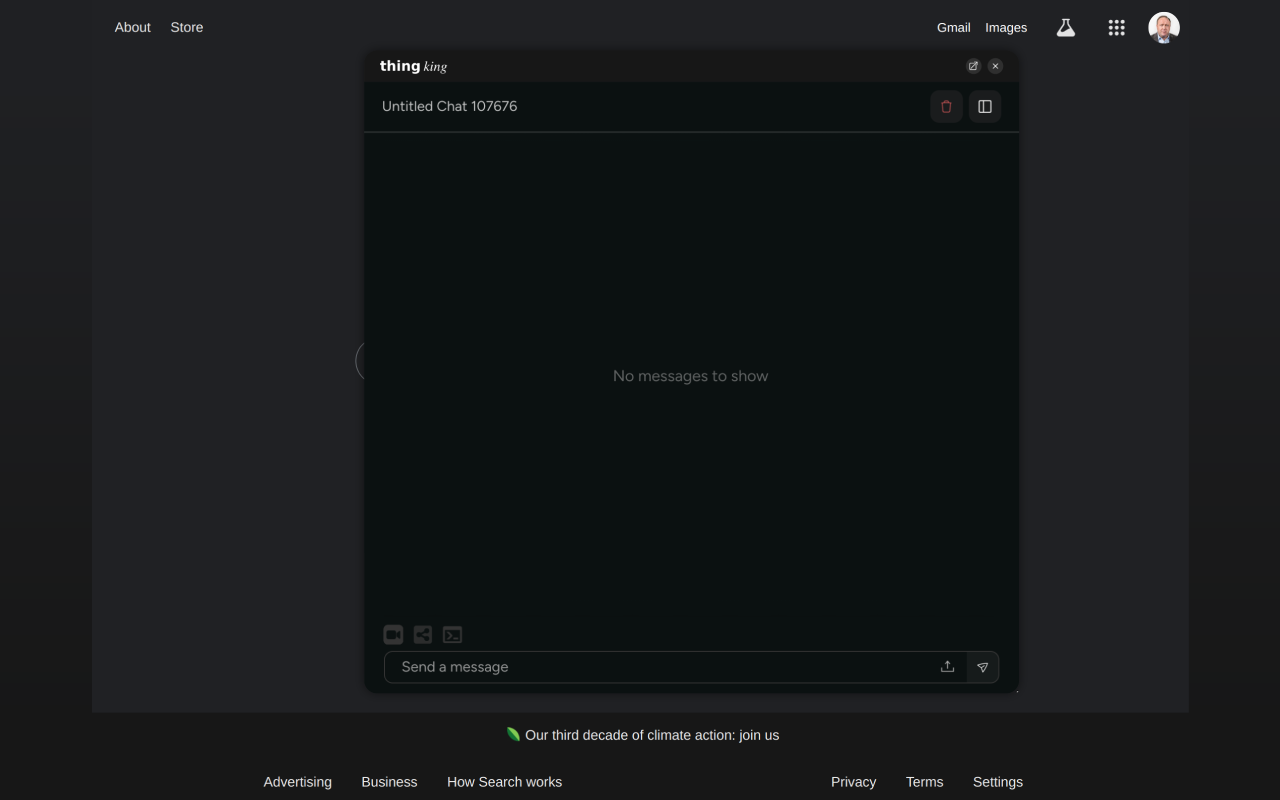 About Store
Gmail Images
thing king
Untitled Chat 107676
No messages to show
Send a message
Our third decade of climate action: join us
Advertising Business How Search works
Privacy Terms Settings